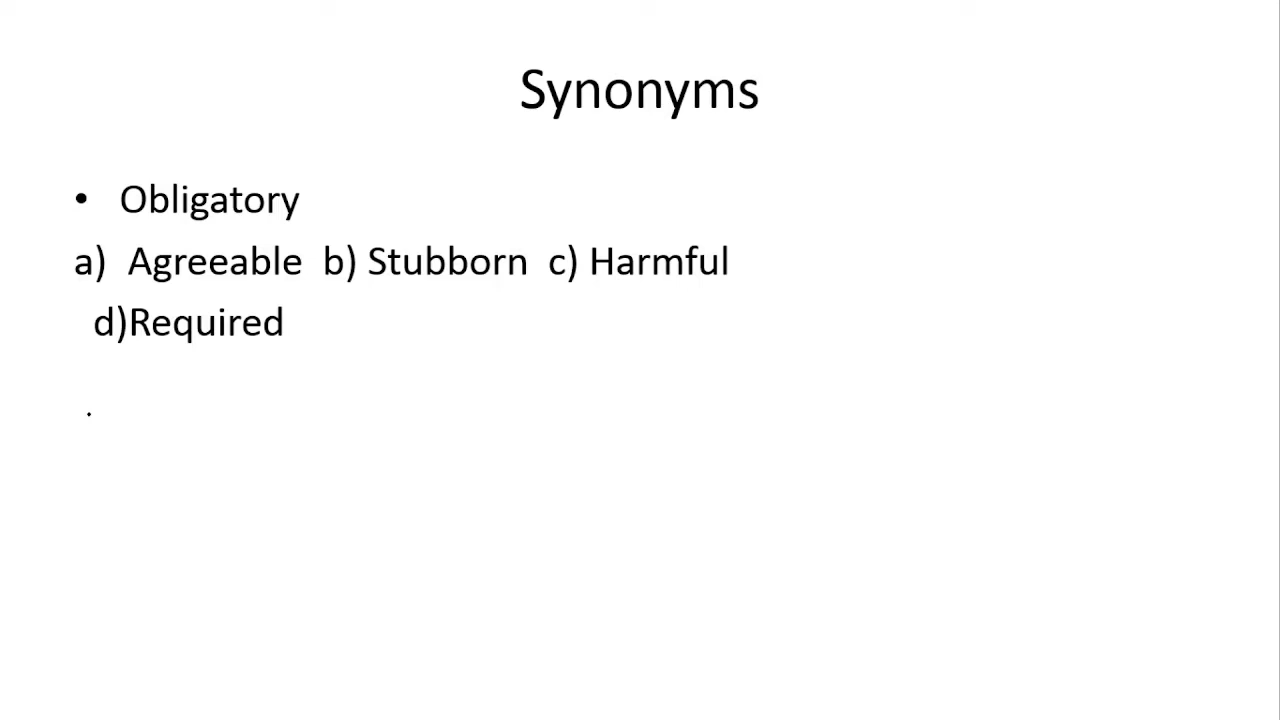 Synonyms
• Obligatory
a) Agreeable b) Stubborn c) Harmful
d)Required